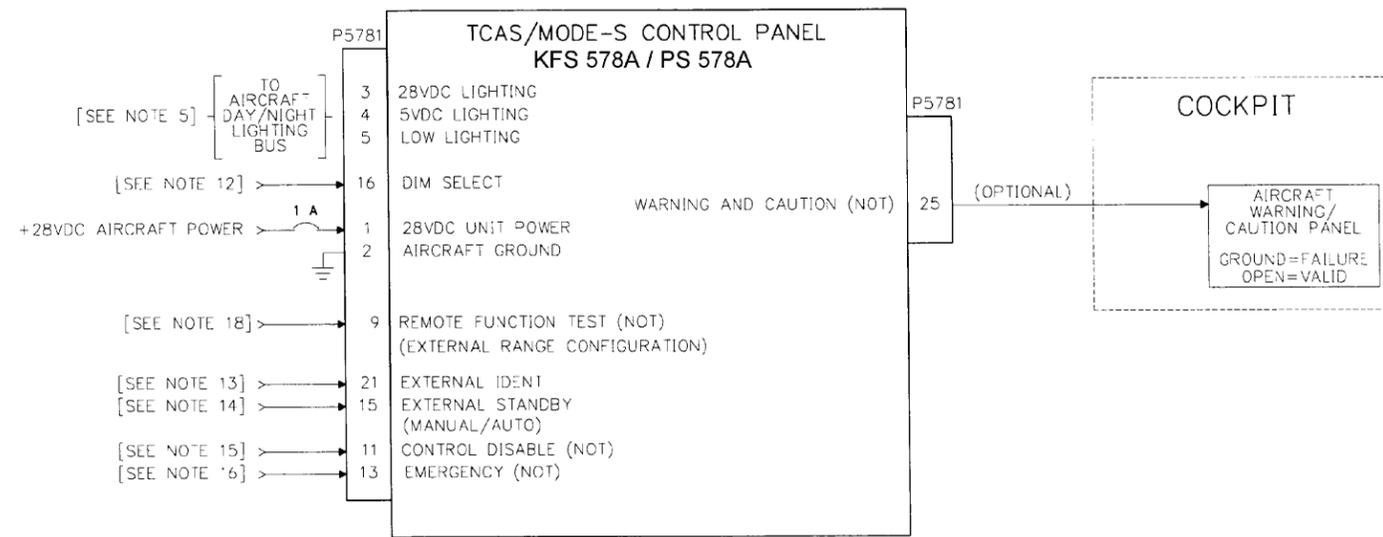 TCAS/MODE-S CONTROL PANEL
KFS 578A / PS 578A
P5781
[SEE NOTE 5]
TO
AIRCRAFT
DAY/NIGHT
LIGHTING
BUS
3 28VDC LIGHTING
4 5VDC LIGHTING
5 LOW LIGHTING
[SEE NOTE 12] 16 DIM SELECT
+28VDC AIRCRAFT POWER 1 A 1 28VDC UNIT POWER
2 AIRCRAFT GROUND
[SEE NOTE 18] 9 REMOTE FUNCTION TEST (NOT)
(EXTERNAL RANGE CONFIGURATION)
[SEE NOTE 13] 21 EXTERNAL IDENT
[SEE NOTE 14] 15 EXTERNAL STANDBY
(MANUAL/AUTO)
[SEE NOTE 15] 11 CONTROL DISABLE (NOT)
[SEE NOTE 16] 13 EMERGENCY (NOT)
P5781
WARNING AND CAUTION (NOT) 25 (OPTIONAL)
COCKPIT
AIRCRAFT
WARNING/
CAUTION PANEL
GROUND=FAILURE
OPEN=VALID